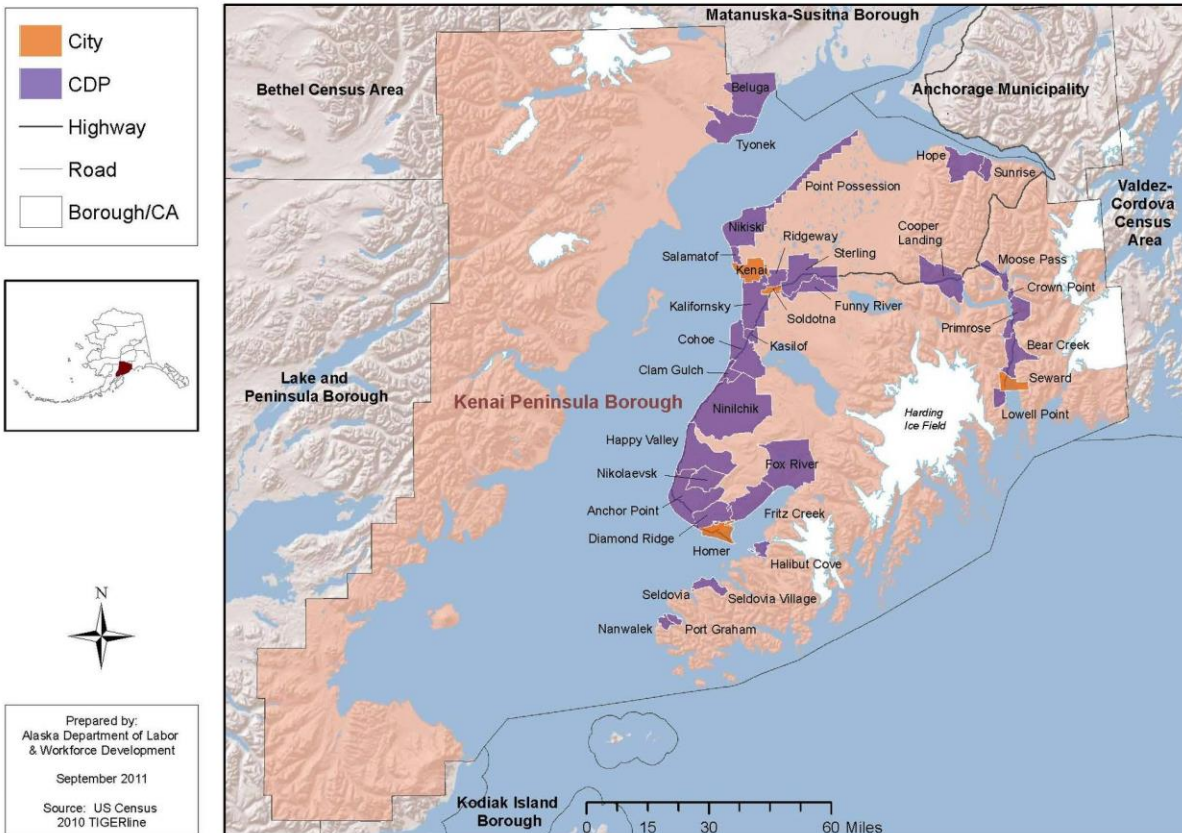 City
CDP
Highway
Road
Borough/CA
Prepared by:
Alaska Department of Labor
& Workforce Development
September 2011
Source: US Census
2010 TIGERline
N
Matanuska-Susitna Borough
Bethel Census Area
Anchorage Municipality
Beluga
Tyonek
Hope
Sunrise
Point Possession
Valdez-
Cordova
Census
Area
Nikiski
Ridgeway
Cooper
Landing
Salamatof
Sterling
Moose Pass
Kenai
Crown Point
Kalifornsky
Funny River
Soldotna
Primrose
Cohoe
Kasilof
Bear Creek
Clam Gulch
Seward
Lake and
Peninsula Borough
Kenai Peninsula Borough
Ninilchik
Harding
Ice Field
Lowell Point
Happy Valley
Nikolaevsk
Fox River
Anchor Point
Fritz Creek
Diamond Ridge
Homer
Halibut Cove
Seldovia
Seldovia Village
Nanwalek
Port Graham
Kodiak Island
Borough
0 15 30 60 Miles